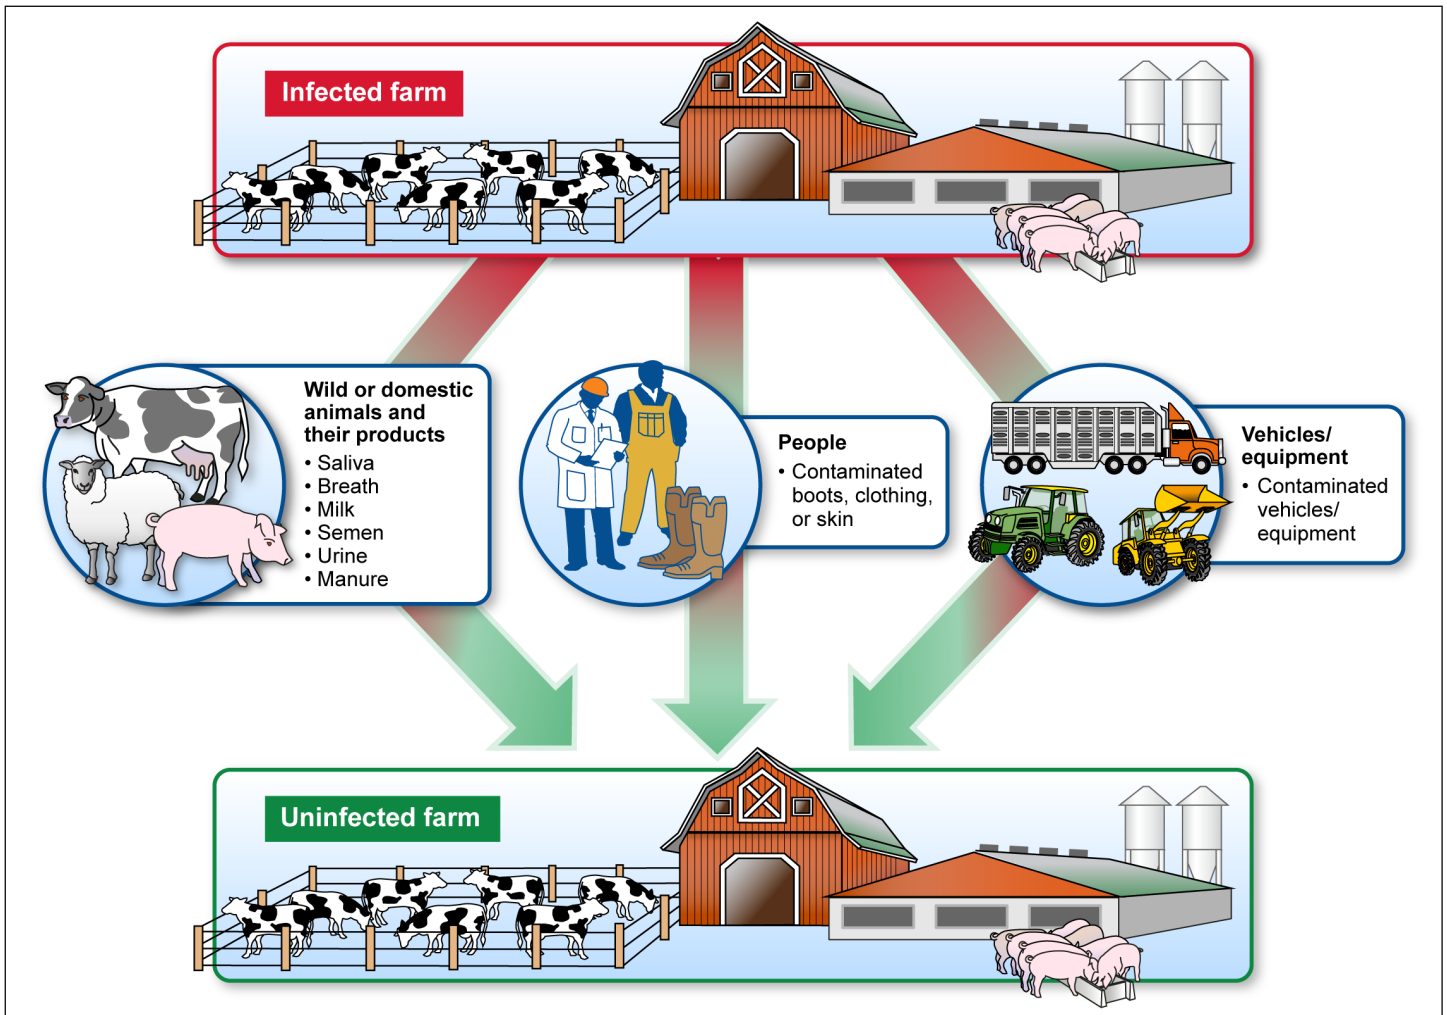 Infected farm
Wild or domestic
animals and
their products
• Saliva
• Breath
• Milk
• Semen
• Urine
• Manure
People
• Contaminated
boots, clothing,
or skin
Vehicles/
equipment
• Contaminated
vehicles/
equipment
Uninfected farm